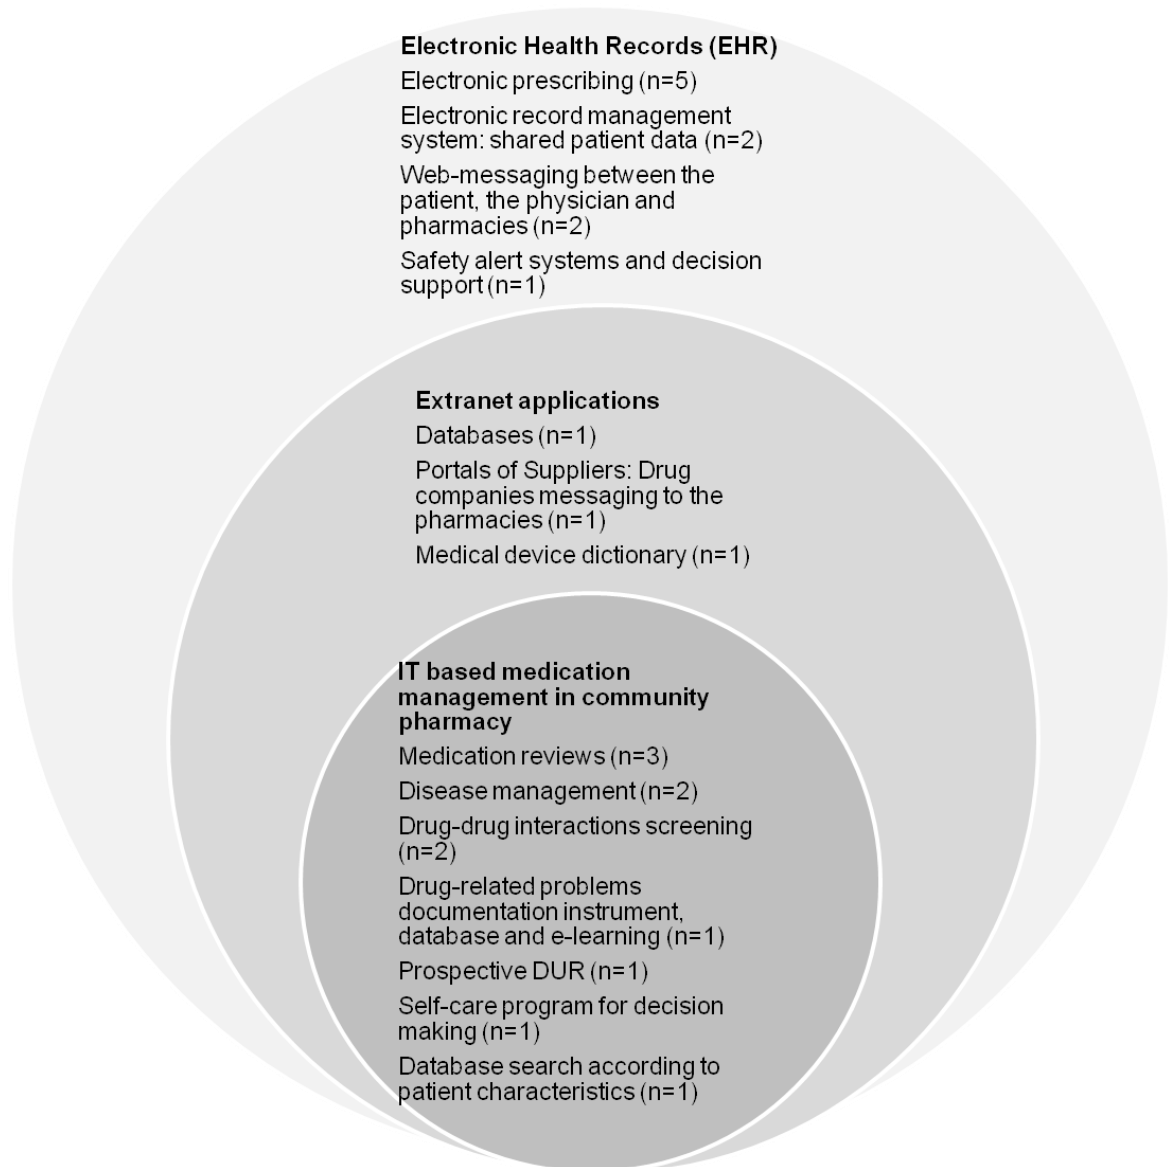 Electronic Health Records (EHR)
Electronic prescribing (n=5)
Electronic record management
system: shared patient data (n=2)
Web-messaging between the
patient, the physician and
pharmacies (n=2)
Safety alert systems and decision
support (n=1)
Extranet applications
Databases (n=1)
Portals of Suppliers: Drug
companies messaging to the
pharmacies (n=1)
Medical device dictionary (n=1)
IT based medication
management in community
pharmacy
Medication reviews (n=3)
Disease management (n=2)
Drug-drug interactions screening
(n=2)
Drug-related problems
documentation instrument,
database and e-learning (n=1)
Prospective DUR (n=1)
Self-care program for decision
making (n=1)
Database search according to
patient characteristics (n=1)